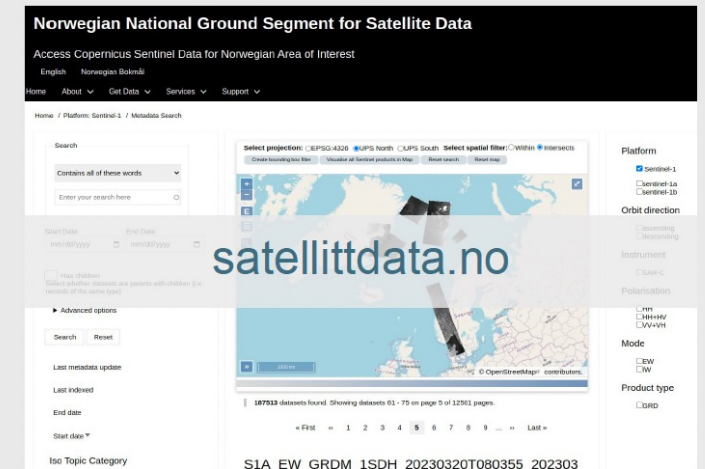 Norwegian National Ground Segment for Satellite Data
Access Copernicus Sentinel Data for Norwegian Area of Interest
English Norwegian Bokmål
Home About Get Data Services Support
Home / Platform: Sentinel-1 / Metadata Search
Search
Contains all of these words
Enter your search here
Start Date End Date
mm/dd/yyyy mm/dd/yyyy
Has children
Select whether datasets are parents with children (i.e.
records of the same type)
Advanced options
Search Reset
Last metadata update
Last indexed
End date
Start date
Iso Topic Category
Select projection: EPSG:4326 UPS North UPS South Select spatial filter: Within Intersects
Create bounding box filter Visualise all Sentinel products in Map Reset search Reset map
+
−
E
satellittdata.no
»
1000 km
© OpenStreetMap contributors.
187513 datasets found. Showing datasets 61 - 75 on page 5 of 12501 pages.
« First ‹‹ 1 2 3 4 5 6 7 8 9 ... ›› Last »
S1A_EW_GRDM_1SDH_20230320T080355_202303
Platform
Sentinel-1
sentinel-1a
sentinel-1b
Orbit direction
ascending
descending
Instrument
SAR-C
Polarisation
HH
HH+HV
VV+VH
Mode
EW
IW
Product type
GRD